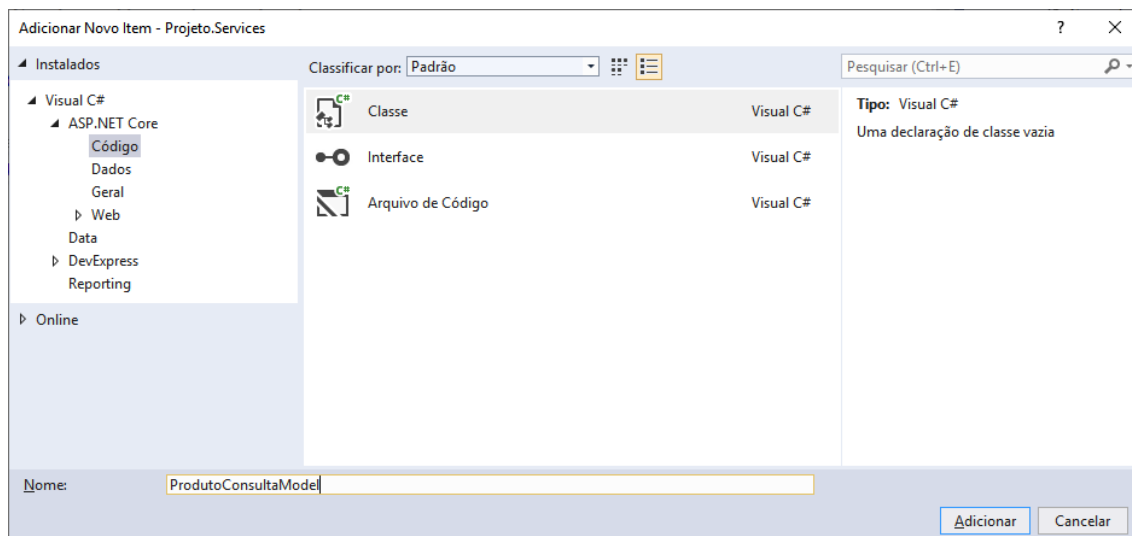 Adicionar Novo Item - Projeto.Services
?
Instalados
Classificar por: Padrão
Pesquisar (Ctrl+E)
Visual C#
ASP.NET Core
Código
Dados
Geral
Web
Data
DevExpress
Reporting
Online
C# Classe Visual C#
Interface Visual C#
C# Arquivo de Código Visual C#
Tipo: Visual C#
Uma declaração de classe vazia
Nome: ProdutoConsultaModel
Adicionar Cancelar